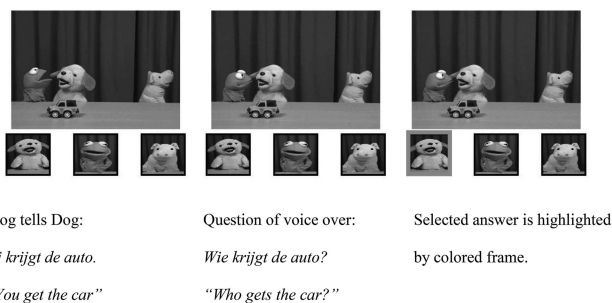 og tells Dog:
krijgt de auto.
You get the car”
Question of voice over:
Wie krijgt de auto?
“Who gets the car?”
Selected answer is highlighted
by colored frame.